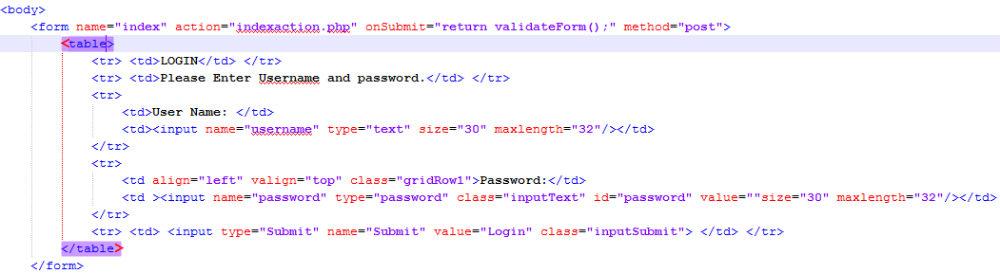 <body>
<form name="index" action="indexaction.php" onSubmit="return validateForm();" method="post">
<table>
<tr> <td>LOGIN</td> </tr>
<tr> <td>Please Enter Username and password.</td> </tr>
<tr>
<td>User Name: </td>
<td><input name="username" type="text" size="30" maxlength="32"/></td>
</tr>
<tr>
<td align="left" valign="top" class="gridRow1">Password:</td>
<td ><input name="password" type="password" class="inputText" id="password" value=""size="30" maxlength="32"/></td>
</tr>
<tr> <td> <input type="Submit" name="Submit" value="Login" class="inputSubmit"> </td> </tr>
</table>
</form>